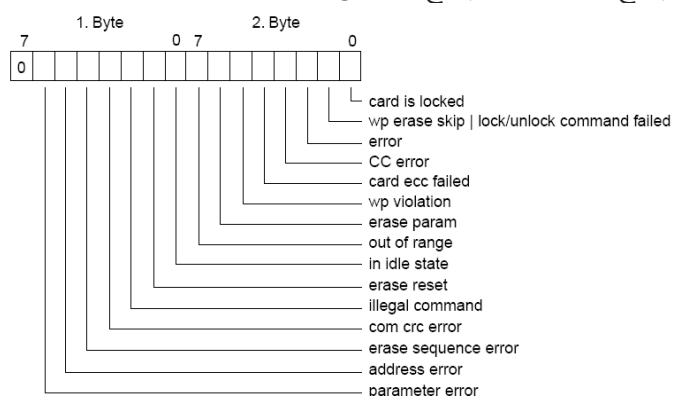 1. Byte 2. Byte
7 0 7 0
0
card is locked
wp erase skip | lock/unlock command failed
error
CC error
card ecc failed
wp violation
erase param
out of range
in idle state
erase reset
illegal command
com crc error
erase sequence error
address error
parameter error